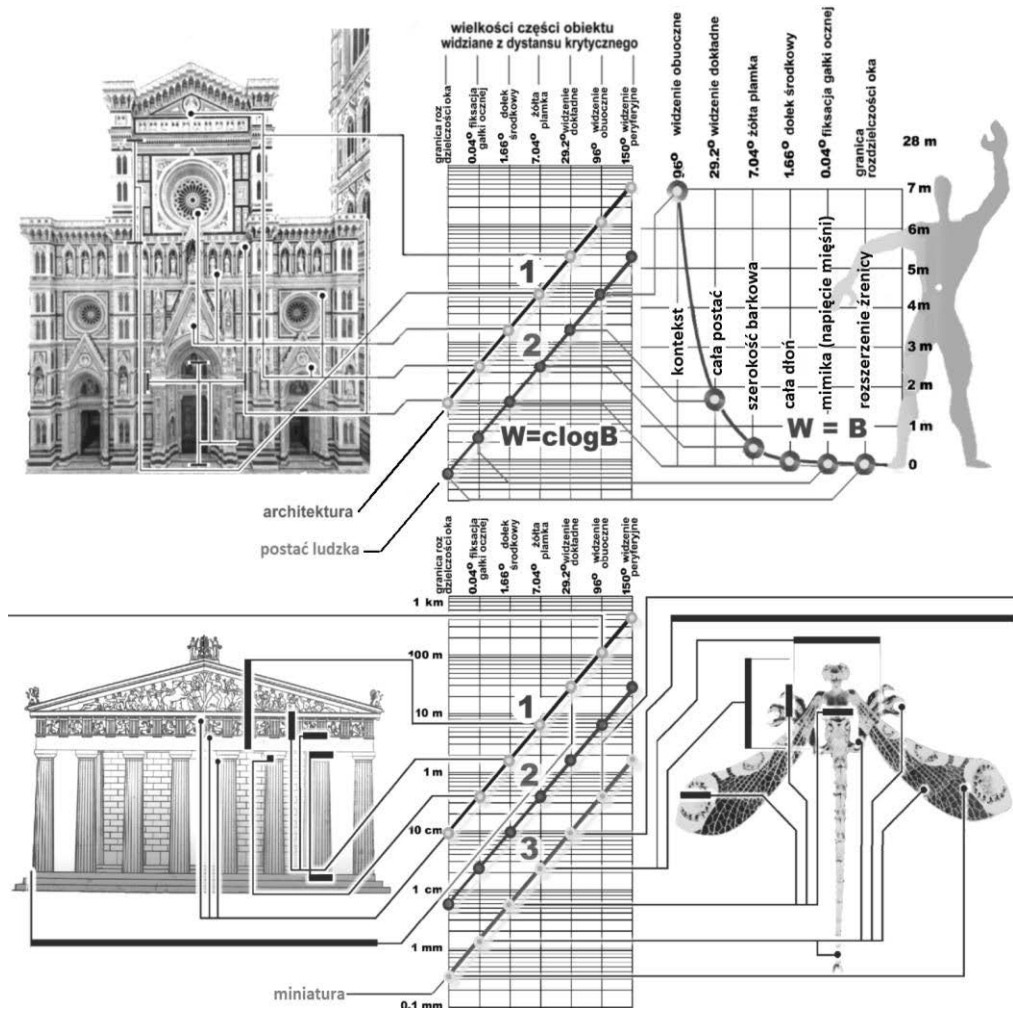 wielkości części obiektu
widziane z dystansu krytycznego
granica roz
dzielczości oka
0.04° fiksacja
gałki ocznej
1.66° dołek
środkowy
7.04° żółta
plamka
29.2° widzenie
dokładne
96° widzenie
obuoczne
150° widzenie
peryferyjne
96° widzenie obuoczne
29.2° widzenie dokładne
7.04° żółta plamka
1.66° dołek środkowy
0.04° fiksacja gałki ocznej
granica
rozdzielczości oka
28 m
7 m
6m
5m
4 m
3 m
2 m
1 m
0
kontekst
cała postać
szerokość barkowa
cała dłoń
mimika (napięcie mięśni)
rozszerzenie źrenicy
1
2
W=clogB
W = B
architektura
postać ludzka
granica roz
dzielczości oka
0.04° fiksacja
gałki ocznej
1.66° dołek
środkowy
7.04° żółta
plamka
29.2° widzenie
dokładne
96° widzenie
obuoczne
150° widzenie
peryferyjne
1 km
100 m
10 m
1 m
10 cm
1 cm
1 mm
0.1 mm
1
2
3
miniatura